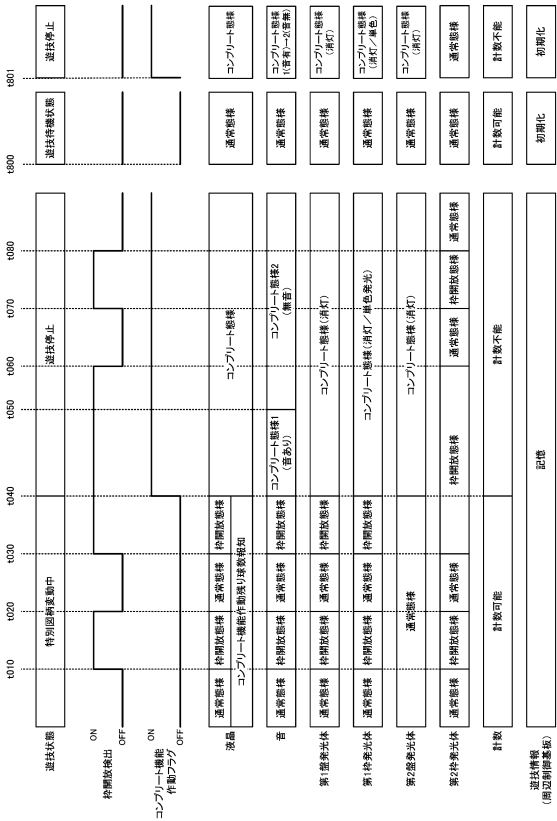 t010 t020 t030 t040 t050 t060 t070 t080 t800 t801
遊技状態 特別図柄変動中 遊技停止 遊技待機状態 遊技停止
枠開放検出 ON
OFF
コンプリート機能
作動フラグ ON
OFF
液晶 通常態様 枠開放態様 通常態様 枠開放態様 コンプリート態様 通常態様 コンプリート態様
コンプリート機能作動残り球数報知
音 通常態様 枠開放態様 通常態様 枠開放態様 コンプリート態様1
(音あり) コンプリート態様2
(無音) 通常態様 コンプリート態様
1(音有)→2(音無)
第1盤発光体 通常態様 枠開放態様 通常態様 枠開放態様 コンプリート態様(消灯) 通常態様 コンプリート態様
(消灯)
第1枠発光体 通常態様 枠開放態様 通常態様 枠開放態様 コンプリート態様(消灯/単色発光) 通常態様 コンプリート態様
(消灯/単色)
第2盤発光体 通常態様 コンプリート態様(消灯) 通常態様 コンプリート態様
(消灯)
第2枠発光体 通常態様 枠開放態様 通常態様 枠開放態様 通常態様 枠開放態様 通常態様 通常態様 通常態様
計数 計数可能 計数不能 計数可能 計数不能
遊技情報
(周辺制御基板) 記憶 初期化 初期化